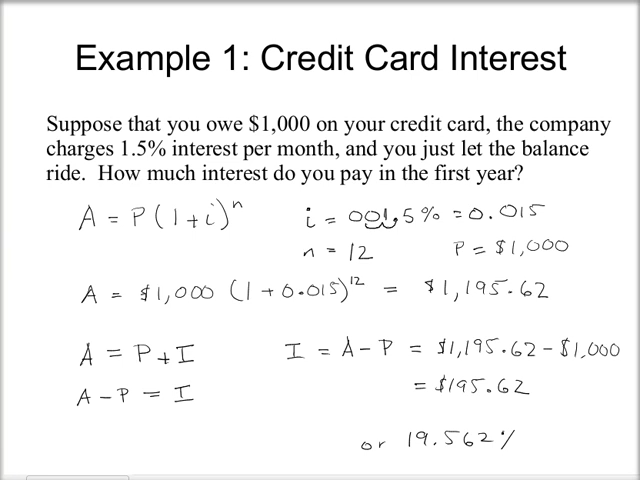 Example 1: Credit Card Interest
Suppose that you owe $1,000 on your credit card, the company
charges 1.5% interest per month, and you just let the balance
ride.  How much interest do you pay in the first year?
A = P(1+i)^n    i = 001.5% = 0.015
n = 12    P = $1,000
A = $1,000 (1+0.015)^12 = $1,195.62
A = P+I    I = A-P = $1,195.62-$1,000
A-P = I    = $195.62
or 19.562%